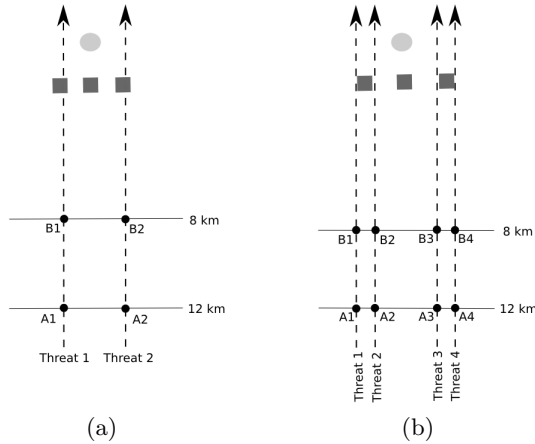 B1 B2 8 km
A1 A2 12 km
Threat 1 Threat 2
(a)
B1 B2 B3 B4 8 km
A1 A2 A3 A4 12 km
Threat 1
Threat 2
Threat 3
Threat 4
(b)